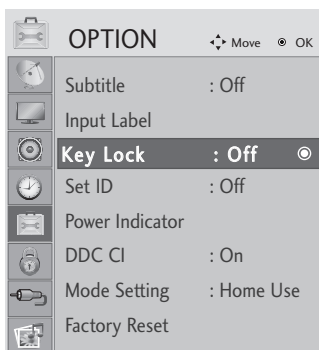 OPTION Move OK
Subtitle : Off
Input Label
Key Lock : Off
Set ID : Off
Power Indicator
DDC CI : On
Mode Setting : Home Use
Factory Reset